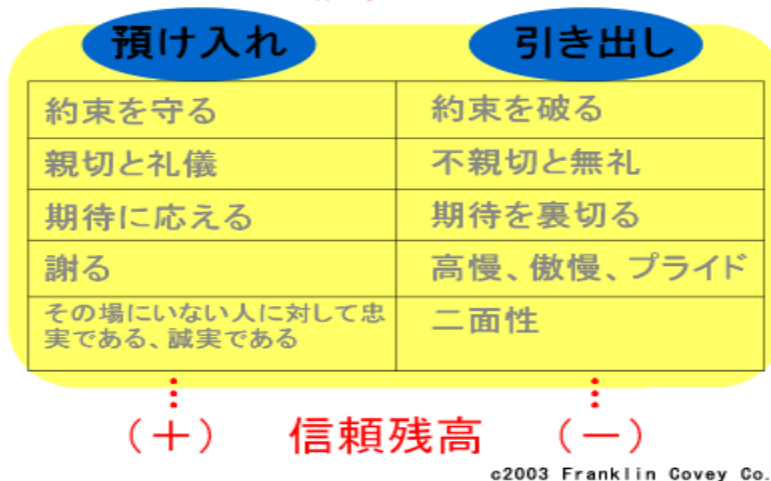 預け入れ 引き出し
約束を守る 約束を破る
親切と礼儀 不親切と無礼
期待に応える 期待を裏切る
謝る 高慢、傲慢、プライド
その場にいない人に対して忠
実である、誠実である
二面性
(+) 信頼残高 (−)
c2003 Franklin Covey Co.